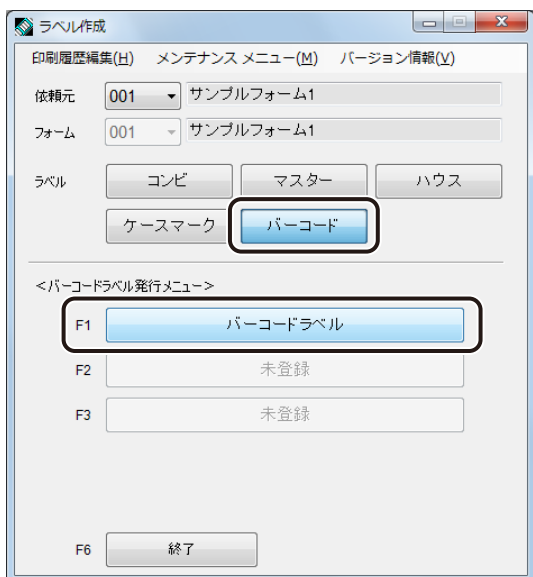 ラベル作成
印刷履歴編集(H) メンテナンス メニュー(M) バージョン情報(V)
依頼元 001 サンプルフォーム1
フォーム 001 サンプルフォーム1
ラベル コンビ マスター ハウス
ケースマーク バーコード
<バーコードラベル発行メニュー>
F1 バーコードラベル
F2 未登録
F3 未登録
F6 終了